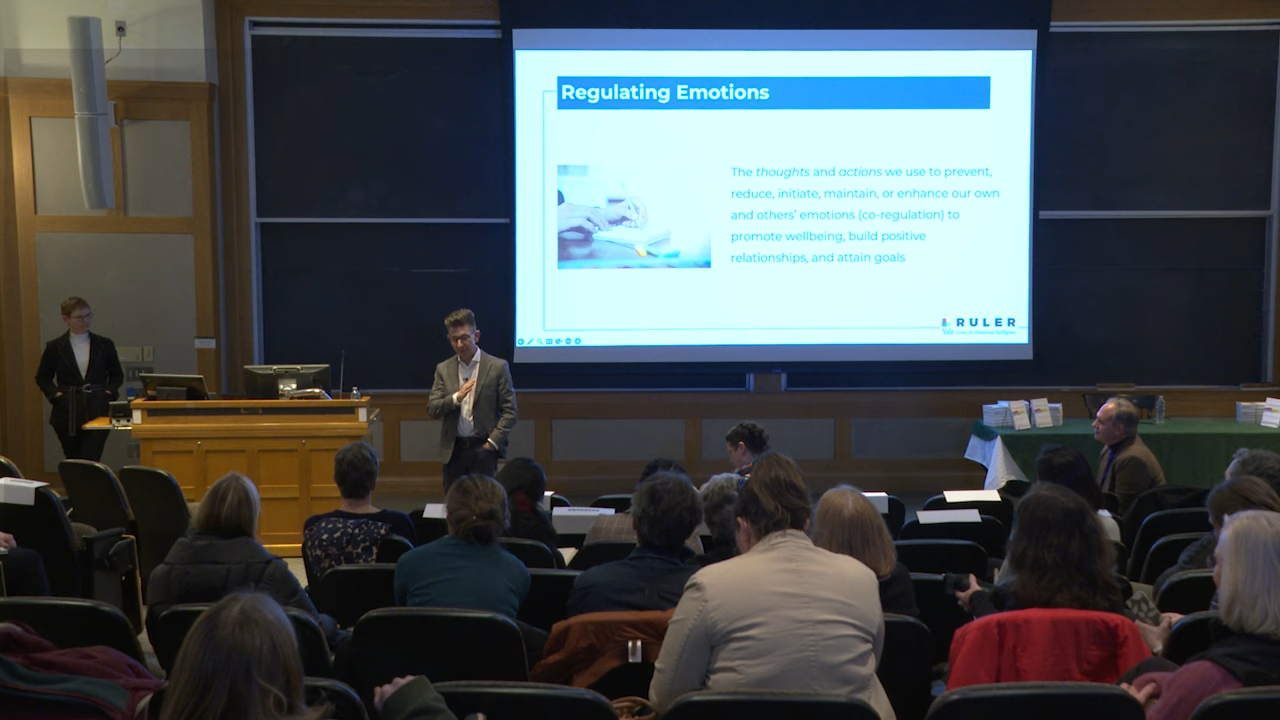 Regulating Emotions
The thoughts and actions we use to prevent,
reduce, initiate, maintain, or enhance our own
and others' emotions (co-regulation) to
promote wellbeing, build positive
relationships, and attain goals
RULER
Yale